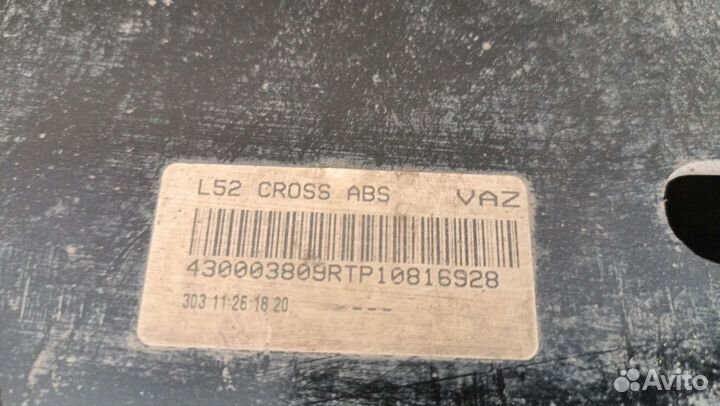 L52 CROSS ABS VAZ
430003809RTP10816928
303 11 26 18 20 ---
Avito